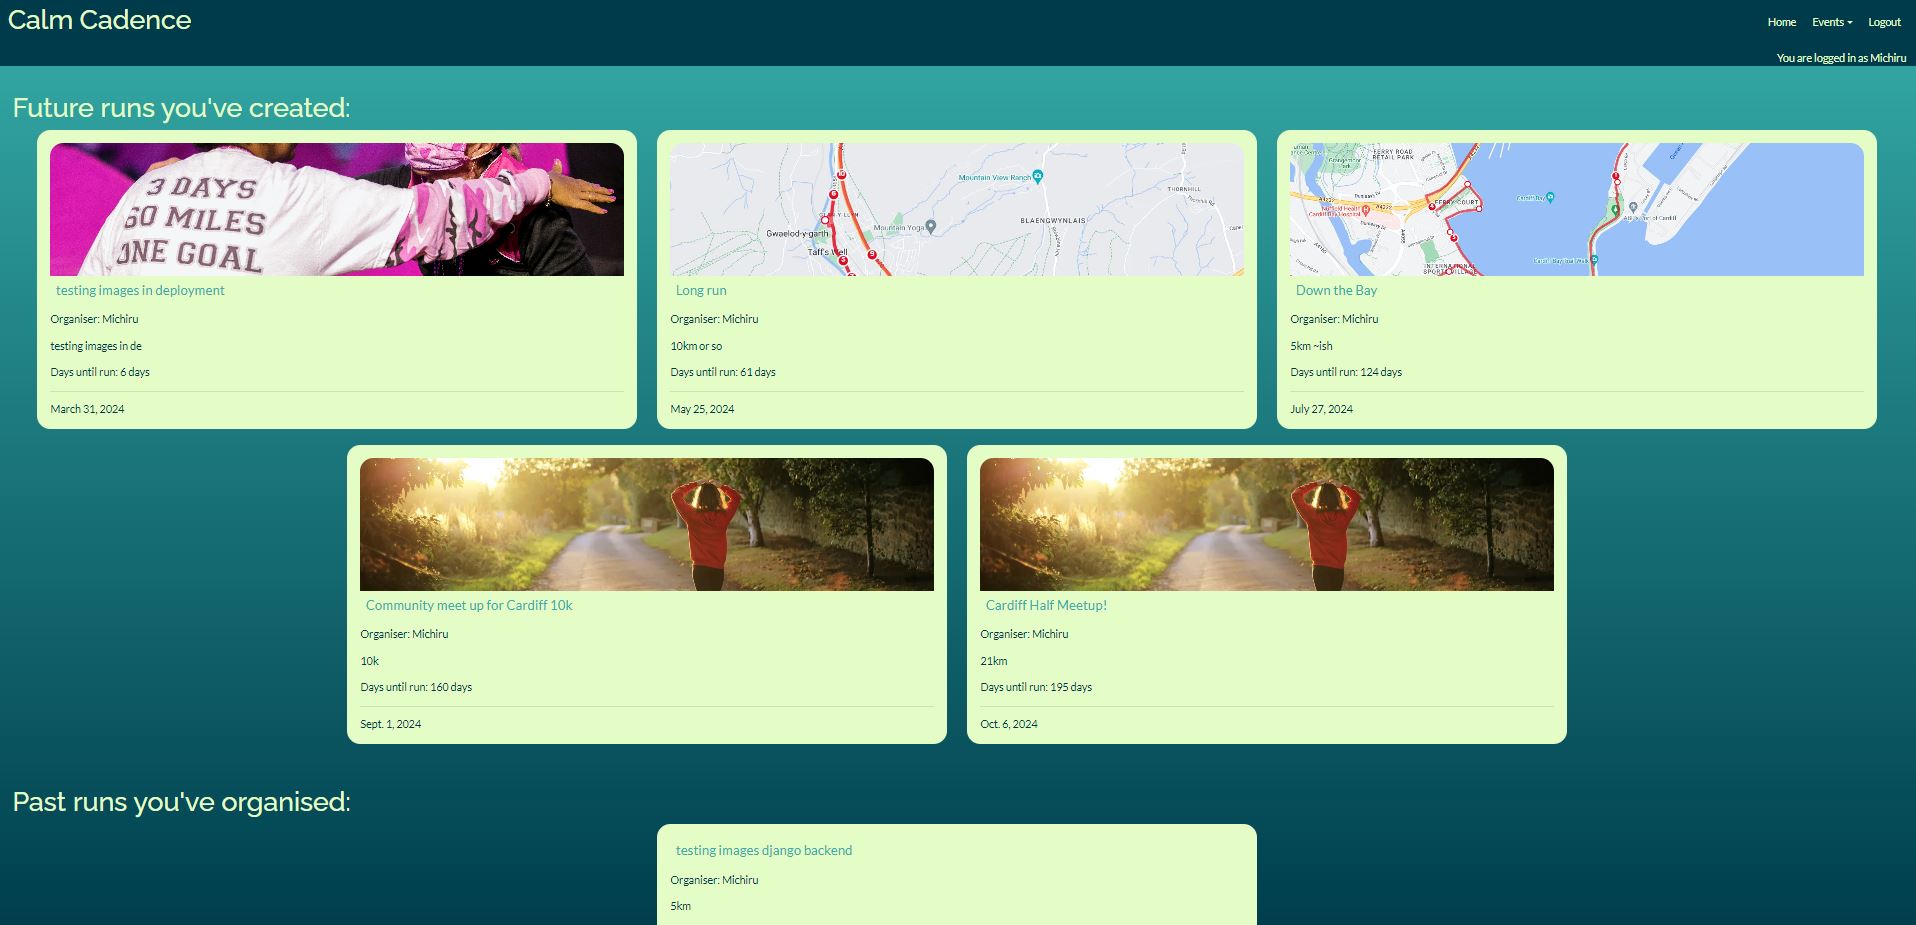 Calm Cadence
Home Events Logout
You are logged in as Michiru
Future runs you've created:
3 DAYS
60 MILES
ONE GOAL
testing images in deployment
Organiser: Michiru
testing images in de
Days until run: 6 days
March 31, 2024
Mountain View Ranch
THORNHILL
BLAENGWYNLAIS
Mountain Yoga
Gwaelod-y-garth
Taff's Well
Long run
Organiser: Michiru
10km or so
Days until run: 61 days
May 25, 2024
FERRY ROAD
RETAIL PARK
Cardiff Bay
FERRY COURT
INTERNATIONAL
SPORTS VILLAGE
Down the Bay
Organiser: Michiru
5km ~ish
Days until run: 124 days
July 27, 2024
Community meet up for Cardiff 10k
Organiser: Michiru
10k
Days until run: 160 days
Sept. 1, 2024
Cardiff Half Meetup!
Organiser: Michiru
21km
Days until run: 195 days
Oct. 6, 2024
Past runs you've organised:
testing images django backend
Organiser: Michiru
5km